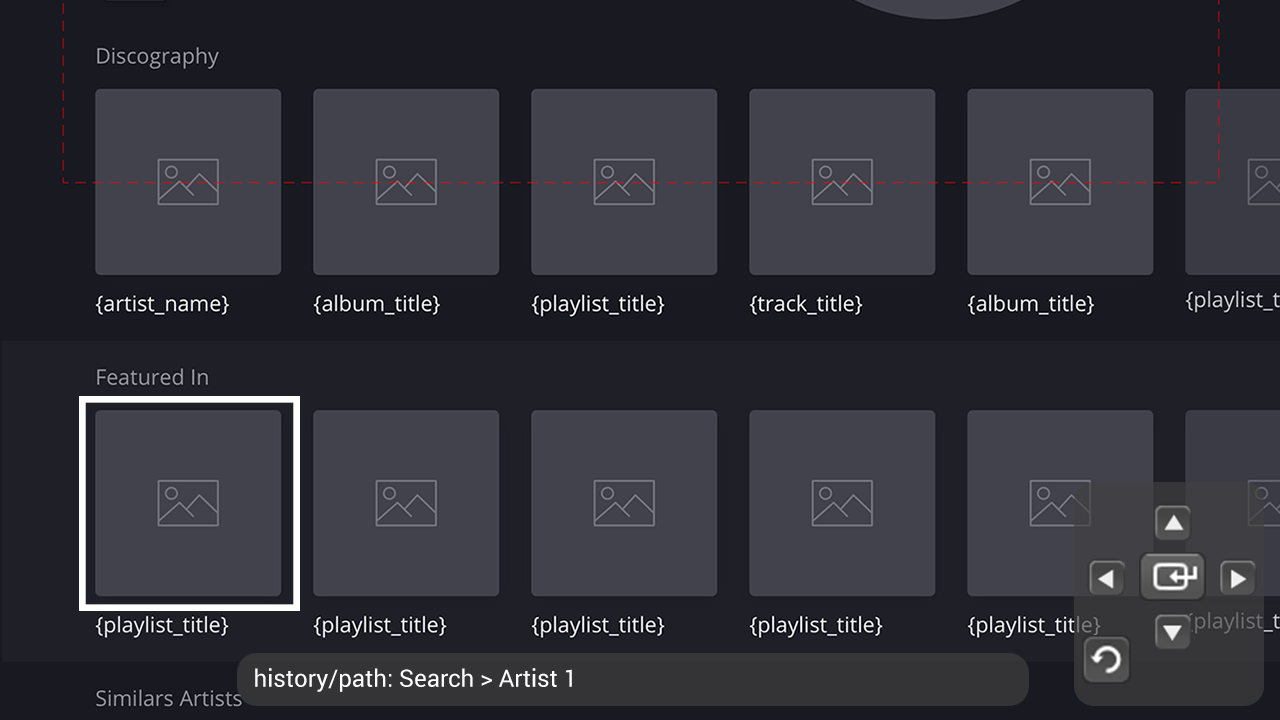 Discography
{artist_name} {album_title} {playlist_title} {track_title} {album_title} {playlist_t
Featured In
{playlist_title} {playlist_title} {playlist_title} {playlist_title} {playlist_title} {playlist_t
history/path: Search > Artist 1
Similars Artists